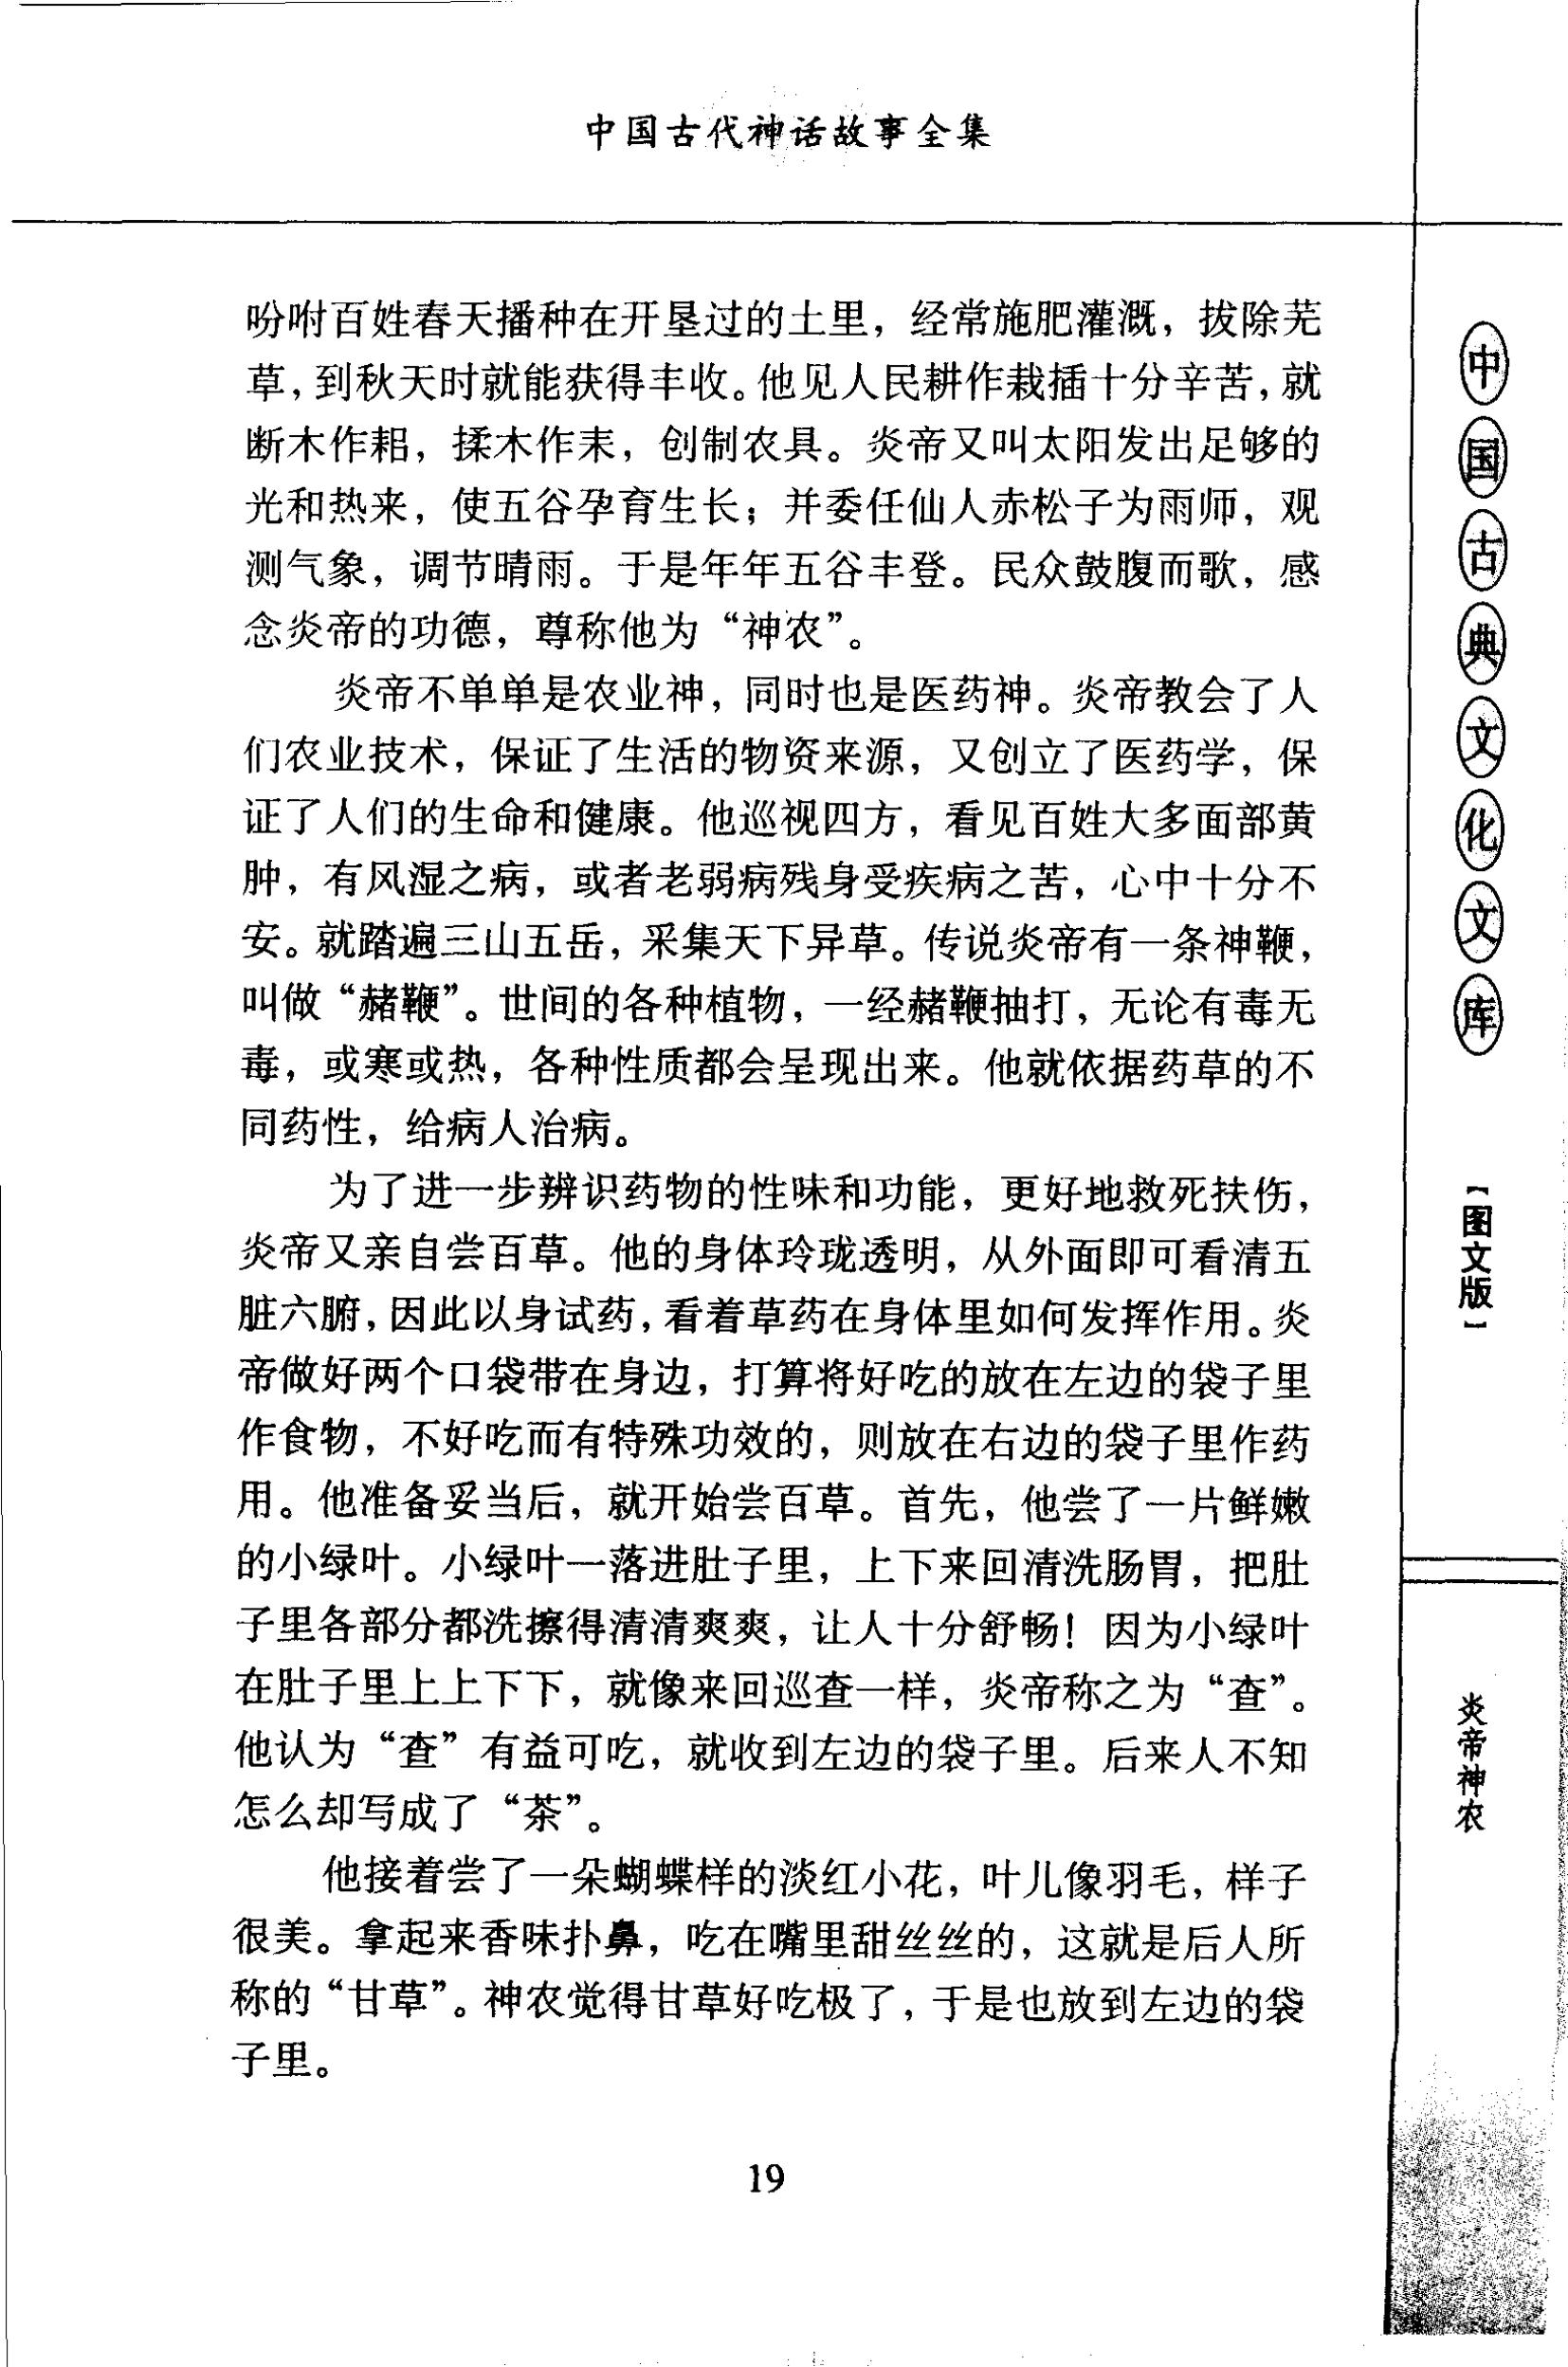 中国古代神话故事全集
吩咐百姓春天播种在开垦过的土里，经常施肥灌溉，拔除芜
草，到秋天时就能获得丰收。他见人民耕作栽插十分辛苦，就
断木作耜，揉木作耒，创制农具。炎帝又叫太阳发出足够的
光和热来，使五谷孕育生长；并委任仙人赤松子为雨师，观
测气象，调节晴雨。于是年年五谷丰登。民众鼓腹而歌，感
念炎帝的功德，尊称他为“神农”。
炎帝不单单是农业神，同时也是医药神。炎帝教会了人
们农业技术，保证了生活的物资来源，又创立了医药学，保
证了人们的生命和健康。他巡视四方，看见百姓大多面部黄
肿，有风湿之病，或者老弱病残身受疾病之苦，心中十分不
安。就踏遍三山五岳，采集天下异草。传说炎帝有一条神鞭，
叫做“赭鞭”。世间的各种植物，一经赭鞭抽打，无论有毒无
毒，或寒或热，各种性质都会呈现出来。他就依据药草的不
同药性，给病人治病。
为了进一步辨识药物的性味和功能，更好地救死扶伤，
炎帝又亲自尝百草。他的身体玲珑透明，从外面即可看清五
脏六腑，因此以身试药，看着草药在身体里如何发挥作用。炎
帝做好两个口袋带在身边，打算将好吃的放在左边的袋子里
作食物，不好吃而有特殊功效的，则放在右边的袋子里作药
用。他准备妥当后，就开始尝百草。首先，他尝了一片鲜嫩
的小绿叶。小绿叶一落进肚子里，上下来回清洗肠胃，把肚
子里各部分都洗擦得清清爽爽，让人十分舒畅！因为小绿叶
在肚子里上上下下，就像来回巡查一样，炎帝称之为“查”。
他认为“查”有益可吃，就收到左边的袋子里。后来人不知
怎么却写成了“茶”。
他接着尝了一朵蝴蝶样的淡红小花，叶儿像羽毛，样子
很美。拿起来香味扑鼻，吃在嘴里甜丝丝的，这就是后人所
称的“甘草”。神农觉得甘草好吃极了，于是也放到左边的袋
子里。
19
中国古典文化文库
【图文版】
炎帝神农